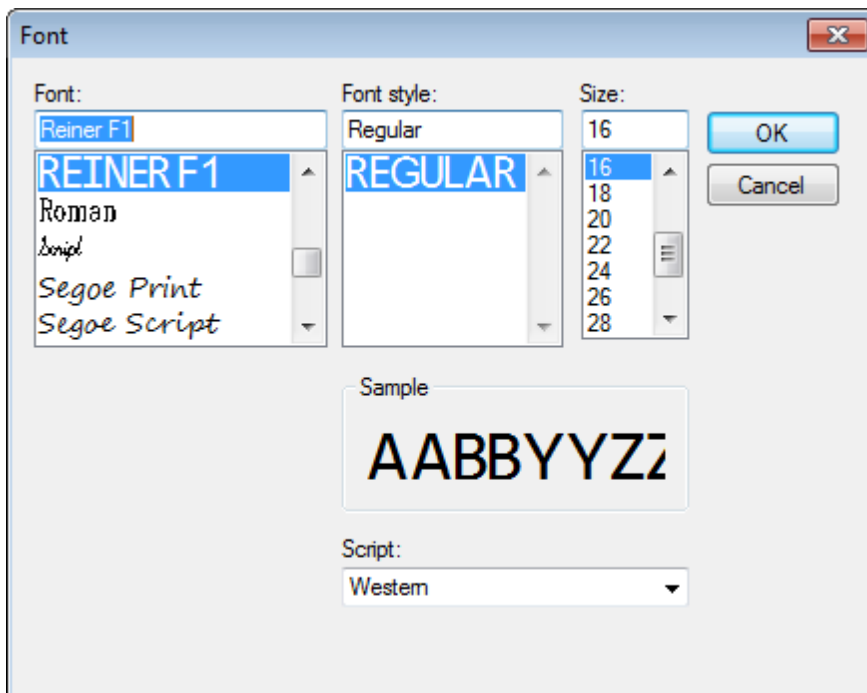 Font
Font:
Font style:
Size:
Reiner F1
Regular
16
OK
Cancel
REINER F1
Roman
Script
Segoe Print
Segoe Script
REGULAR
16
18
20
22
24
26
28
Sample
AABBYYZZ
Script:
Western